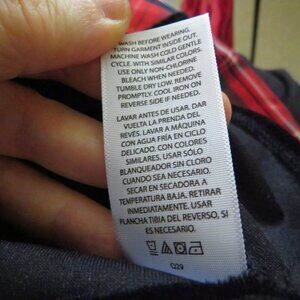 WASH BEFORE WEARING.
TURN GARMENT INSIDE OUT.
MACHINE WASH COLD GENTLE
CYCLE. WITH SIMILAR COLORS.
USE ONLY NON-CHLORINE
BLEACH WHEN NEEDED.
TUMBLE DRY LOW. REMOVE
PROMPTLY. COOL IRON ON
REVERSE SIDE IF NEEDED.
LAVAR ANTES DE USAR. DAR
VUELTA LA PRENDA DEL
REVÉS. LAVAR A MÁQUINA
CON AGUA FRÍA EN CICLO
DELICADO. CON COLORES
SIMILARES. USAR SÓLO
BLANQUEADOR SIN CLORO
CUANDO SEA NECESARIO.
SECAR EN SECADORA A
TEMPERATURA BAJA. RETIRAR
INMEDIATAMENTE. USAR
PLANCHA TIBIA DEL REVERSO, SI
ES NECESARIO.
Q29